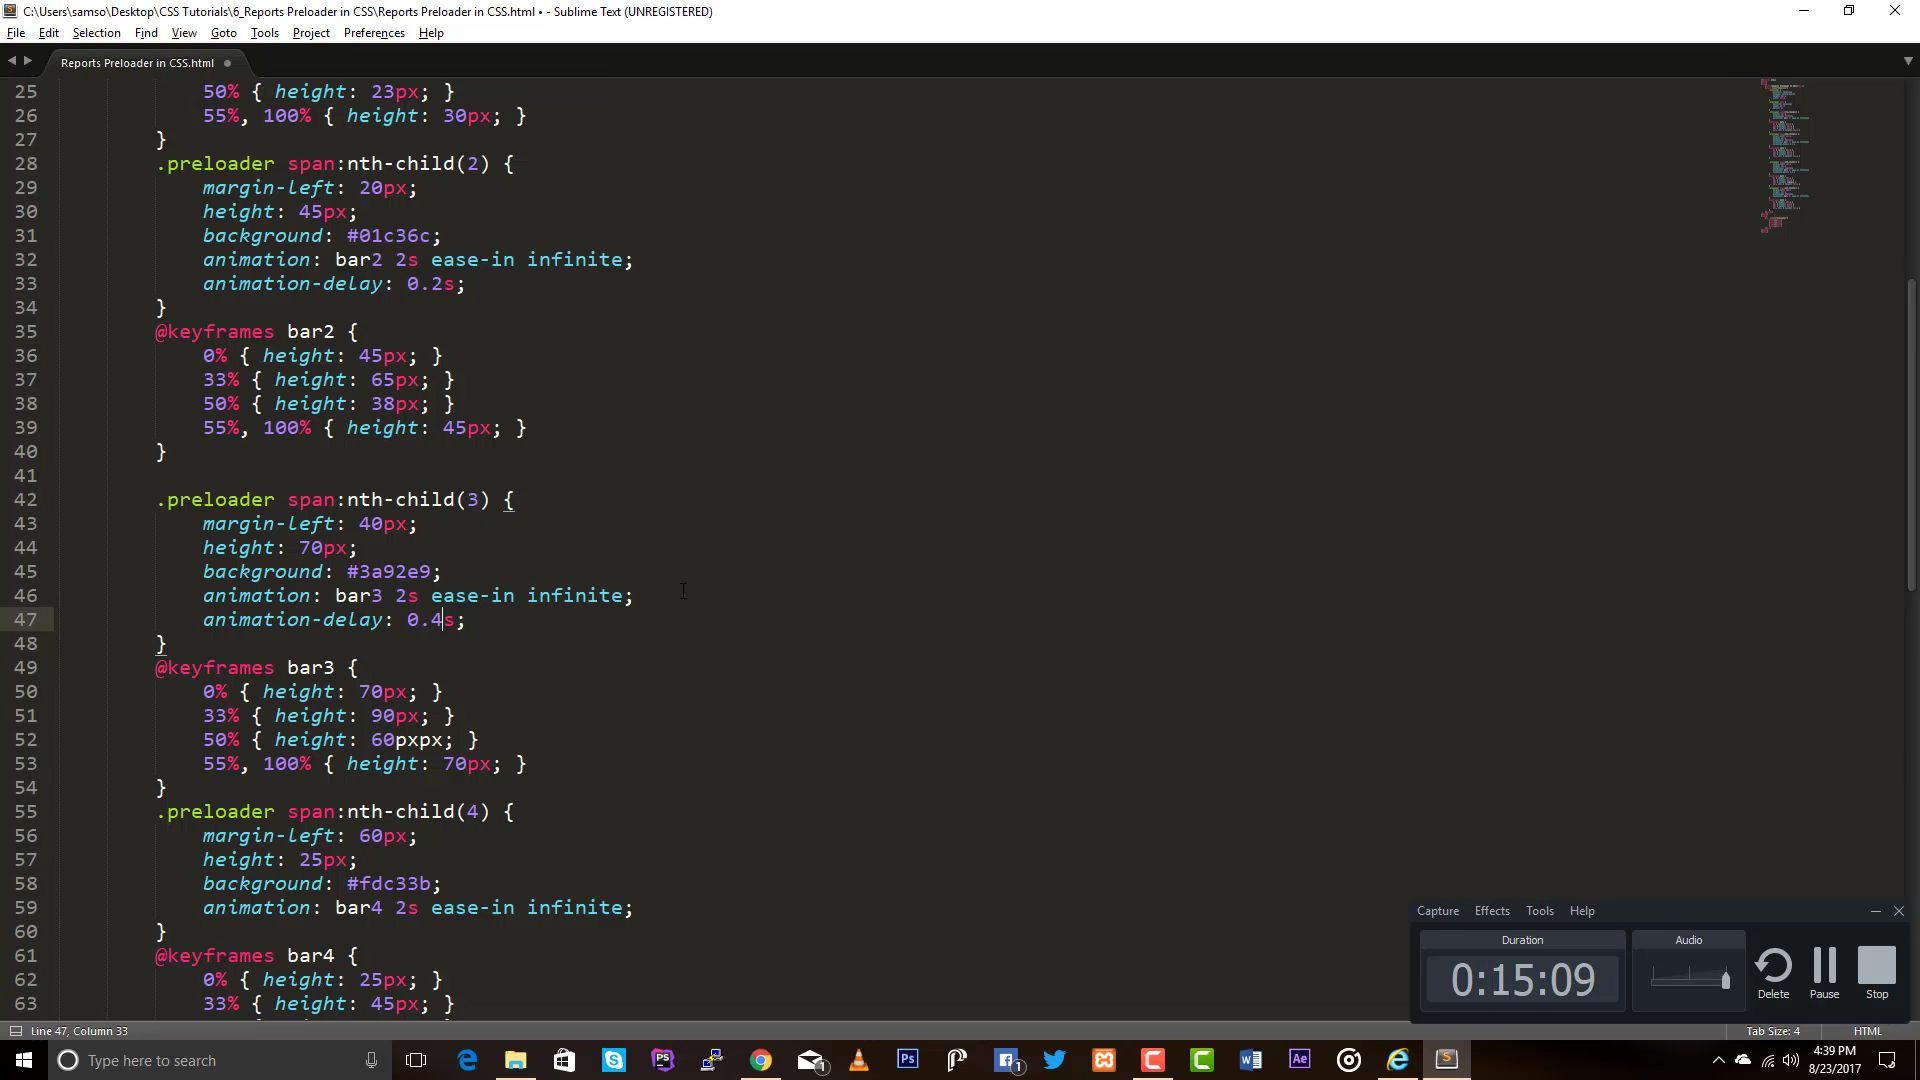 C:\Users\samso\Desktop\CSS Tutorials\6_Reports Preloader in CSS\Reports Preloader in CSS.html • - Sublime Text (UNREGISTERED)
File Edit Selection Find View Goto Tools Project Preferences Help
Reports Preloader in CSS.html
25 50% { height: 23px; }
26 55%, 100% { height: 30px; }
27 }
28 .preloader span:nth-child(2) {
29 margin-left: 20px;
30 height: 45px;
31 background: #01c36c;
32 animation: bar2 2s ease-in infinite;
33 animation-delay: 0.2s;
34 }
35 @keyframes bar2 {
36 0% { height: 45px; }
37 33% { height: 65px; }
38 50% { height: 38px; }
39 55%, 100% { height: 45px; }
40 }
41
42 .preloader span:nth-child(3) {
43 margin-left: 40px;
44 height: 70px;
45 background: #3a92e9;
46 animation: bar3 2s ease-in infinite;
47 animation-delay: 0.4s;
48 }
49 @keyframes bar3 {
50 0% { height: 70px; }
51 33% { height: 90px; }
52 50% { height: 60pxpx; }
53 55%, 100% { height: 70px; }
54 }
55 .preloader span:nth-child(4) {
56 margin-left: 60px;
57 height: 25px;
58 background: #fdc33b;
59 animation: bar4 2s ease-in infinite;
60 }
61 @keyframes bar4 {
62 0% { height: 25px; }
63 33% { height: 45px; }
Capture Effects Tools Help
Duration Audio
0:15:09
Delete Pause Stop
Line 47, Column 33 Tab Size: 4 HTML
Type here to search
4:39 PM
8/23/2017